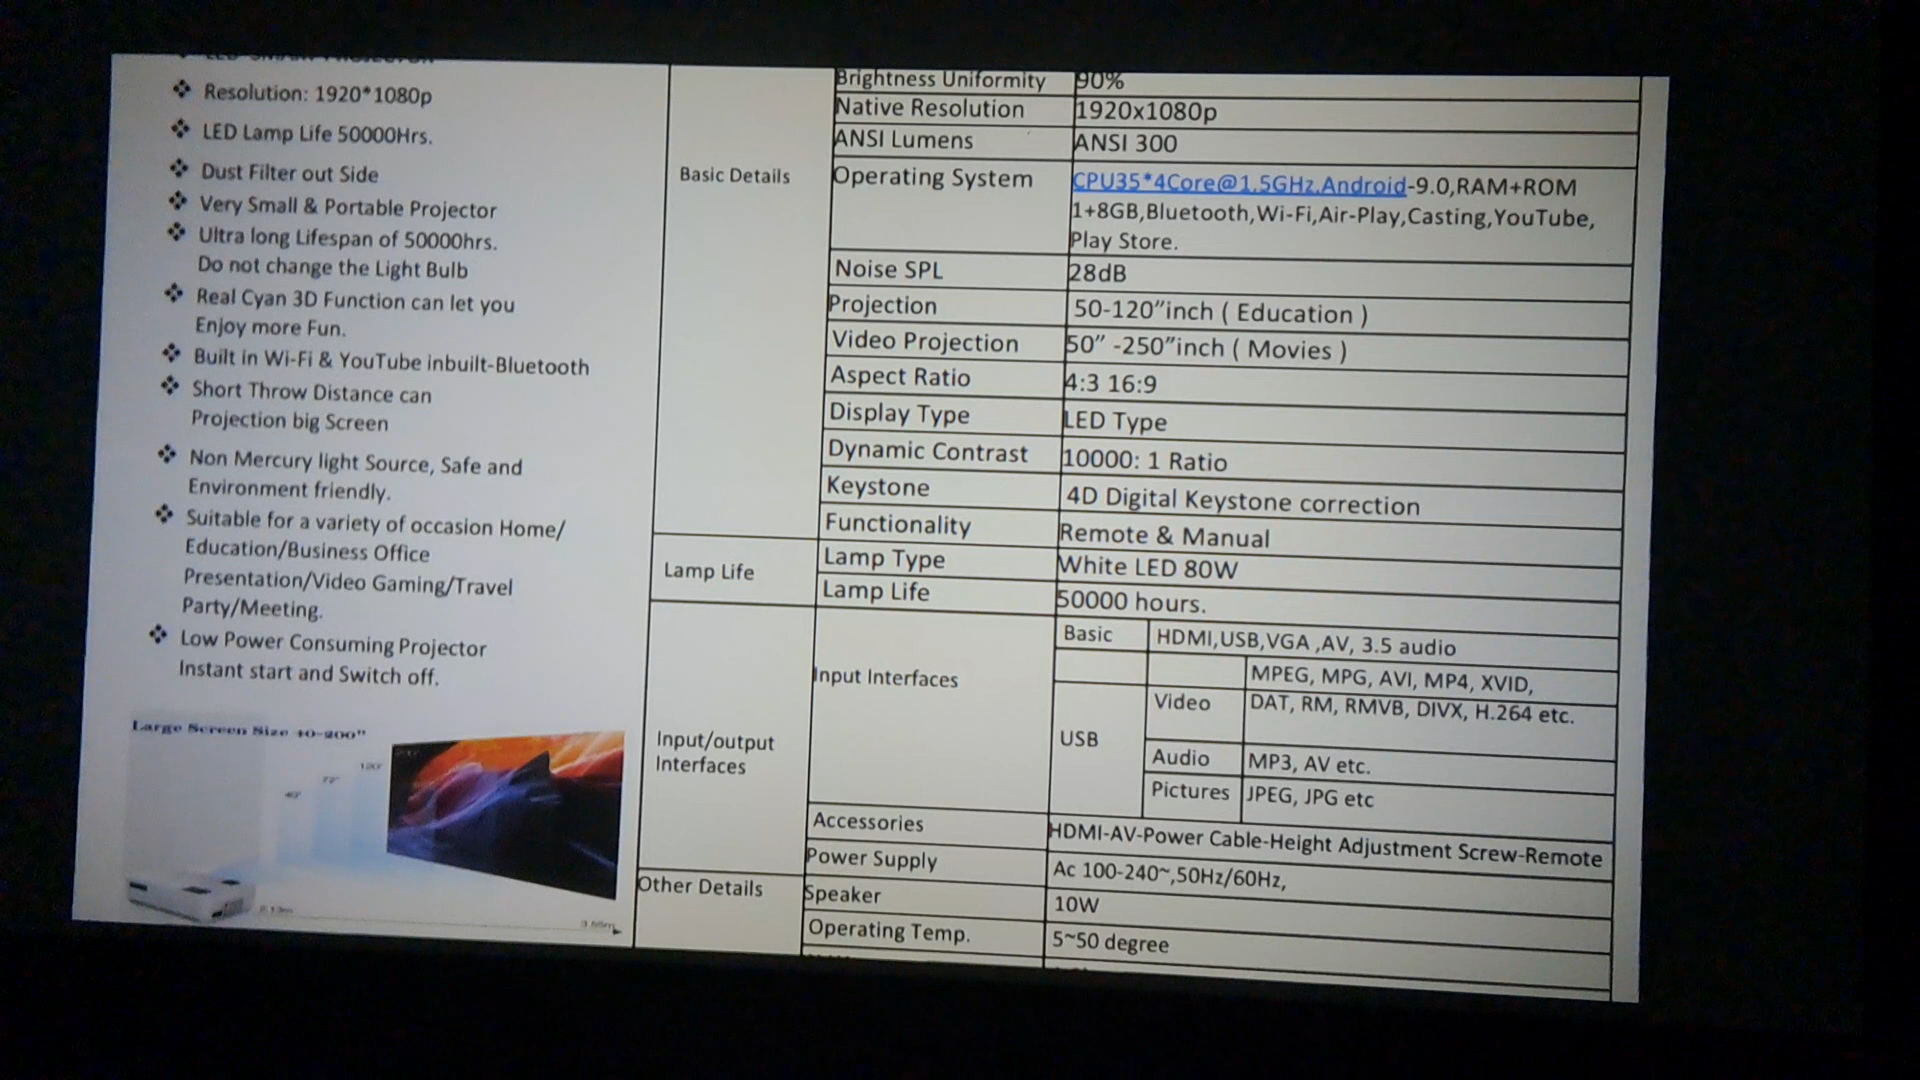 LED SMART PROJECTOR
❖ Resolution: 1920*1080p
❖ LED Lamp Life 50000Hrs.
❖ Dust Filter out Side
❖ Very Small & Portable Projector
❖ Ultra long Lifespan of 50000hrs.
Do not change the Light Bulb
❖ Real Cyan 3D Function can let you
Enjoy more Fun.
❖ Built in Wi-Fi & YouTube inbuilt-Bluetooth
❖ Short Throw Distance can
Projection big Screen
❖ Non Mercury light Source, Safe and
Environment friendly.
❖ Suitable for a variety of occasion Home/
Education/Business Office
Presentation/Video Gaming/Travel
Party/Meeting.
❖ Low Power Consuming Projector
Instant start and Switch off.
Large Screen Size 40-200"
120"
72"
40"
Basic Details
Brightness Uniformity 90%
Native Resolution 1920x1080p
ANSI Lumens ANSI 300
Operating System CPU35*4Core@1.5GHz,Android-9.0,RAM+ROM
1+8GB,Bluetooth,Wi-Fi,Air-Play,Casting,YouTube,
Play Store.
Noise SPL 28dB
Projection 50-120”inch ( Education )
Video Projection 50” -250”inch ( Movies )
Aspect Ratio 4:3 16:9
Display Type LED Type
Dynamic Contrast 10000: 1 Ratio
Keystone 4D Digital Keystone correction
Functionality Remote & Manual
Lamp Life
Lamp Type White LED 80W
Lamp Life 50000 hours.
Input/output
Interfaces
Input Interfaces
Basic HDMI,USB,VGA ,AV, 3.5 audio
USB
Video MPEG, MPG, AVI, MP4, XVID,
DAT, RM, RMVB, DIVX, H.264 etc.
Audio MP3, AV etc.
Pictures JPEG, JPG etc
Accessories HDMI-AV-Power Cable-Height Adjustment Screw-Remote
Other Details
Power Supply Ac 100-240~,50Hz/60Hz,
Speaker 10W
Operating Temp. 5~50 degree